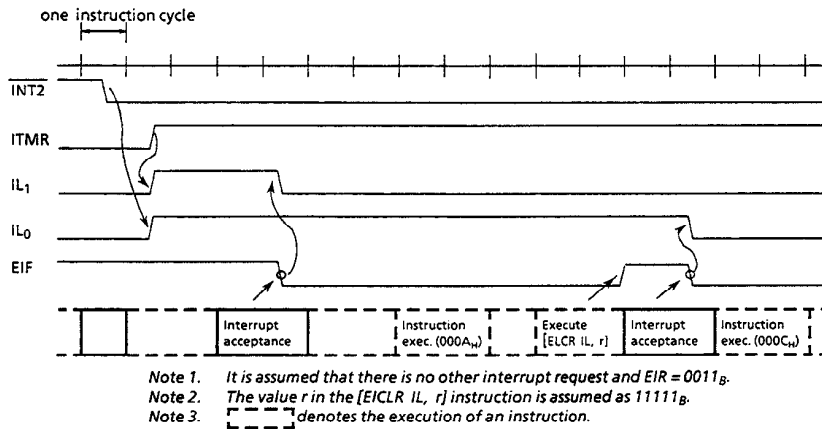 one instruction cycle
INT2
ITMR
IL1
IL0
EIF
Interrupt acceptance
Instruction exec. (000AH)
Execute [ELCR IL, r]
Interrupt acceptance
Instruction exec. (000CH)
Note 1. It is assumed that there is no other interrupt request and EIR = 0011B.
Note 2. The value r in the [EICLR IL, r] instruction is assumed as 11111B.
Note 3. denotes the execution of an instruction.